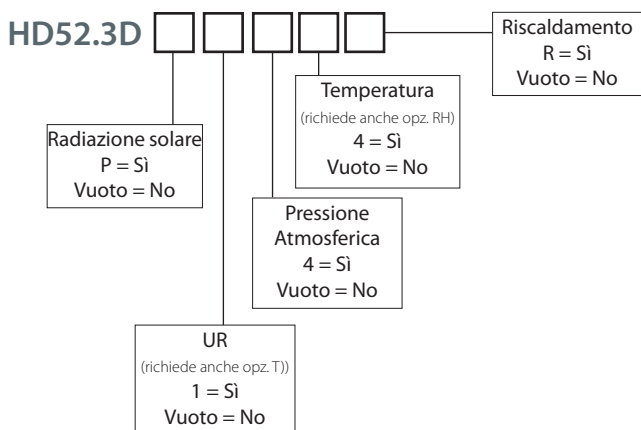 HD52.3D
Riscaldamento
R = Sì
Vuoto = No
Temperatura
(richiede anche opz. RH)
4 = Sì
Vuoto = No
Radiazione solare
P = Sì
Vuoto = No
Pressione
Atmosferica
4 = Sì
Vuoto = No
UR
(richiede anche opz. T))
1 = Sì
Vuoto = No